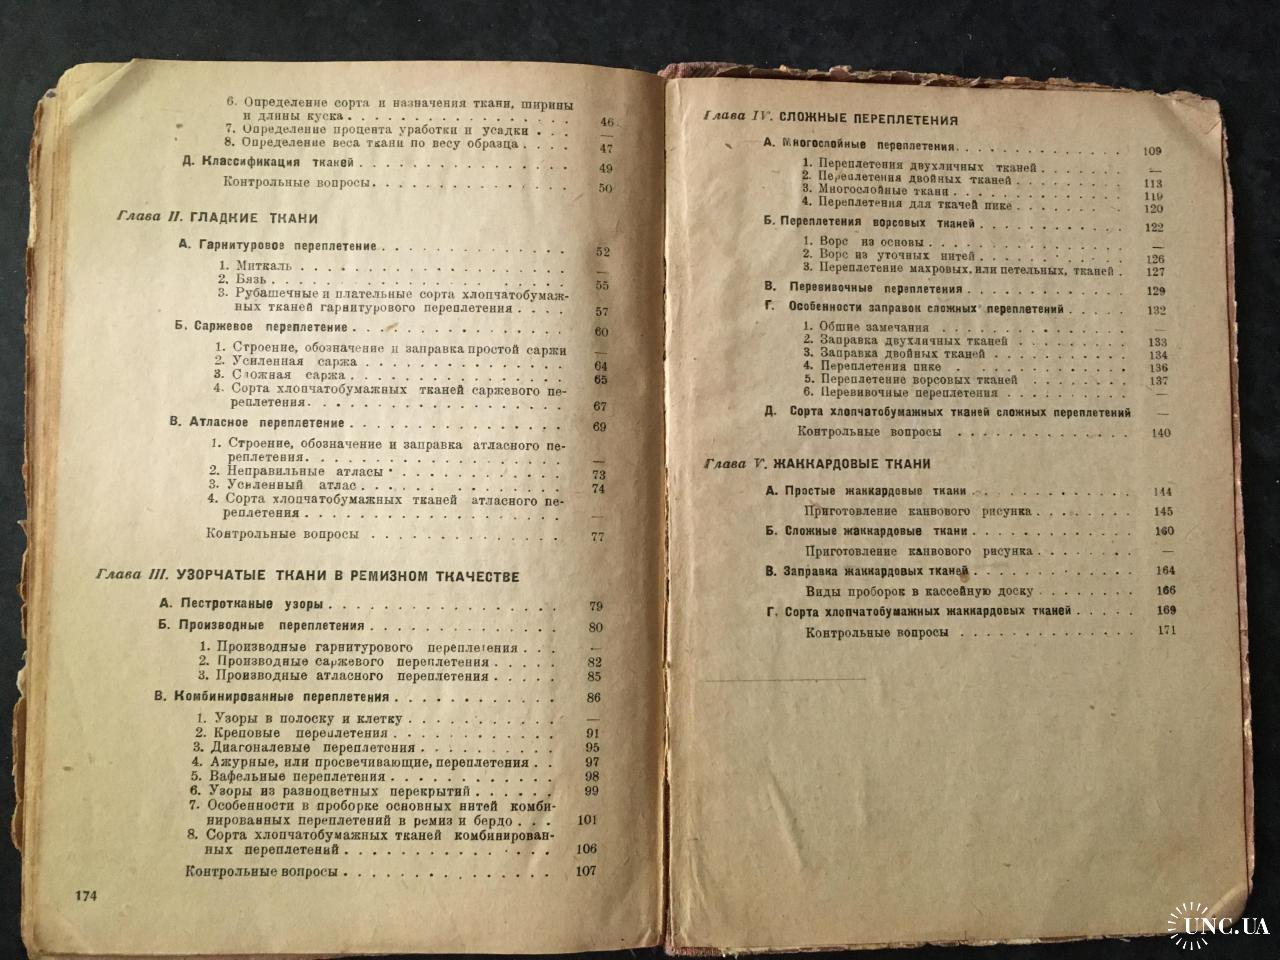 6. Определение сорта и назначения ткани, ширины
и длины куска . . . . . . . . . . . . . . . . 46
7. Определение процента уработки и усадки . . . —
8. Определение веса ткани по весу образца . . . . 47
Д. Классификация тканей . . . . . . . . . . . . . . . 49
Контрольные вопросы . . . . . . . . . . . . . . 50
Глава II. ГЛАДКИЕ ТКАНИ
А. Гарнитуровое переплетение . . . . . . . . . . . . . 52
1. Миткаль . . . . . . . . . . . . . . . . . . . —
2. Бязь . . . . . . . . . . . . . . . . . . . . . 55
3. Рубашечные и плательные сорта хлопчатобумаж-
ных тканей гарнитурового переплетения . . . . 57
Б. Саржевое переплетение . . . . . . . . . . . . . . . 60
1. Строение, обозначение и заправка простой саржи —
2. Усиленная саржа . . . . . . . . . . . . . . . 64
3. Сложная саржа . . . . . . . . . . . . . . . . 65
4. Сорта хлопчатобумажных тканей саржевого пе-
реплетения . . . . . . . . . . . . . . . . . . 67
В. Атласное переплетение . . . . . . . . . . . . . . . 69
1. Строение, обозначение и заправка атласного пе-
реплетения . . . . . . . . . . . . . . . . . . —
2. Неправильные атласы . . . . . . . . . . . . . 73
3. Усиленный атлас . . . . . . . . . . . . . . . 74
4. Сорта хлопчатобумажных тканей атласного пе-
реплетения . . . . . . . . . . . . . . . . . . —
Контрольные вопросы . . . . . . . . . . . . . . 77
Глава III. УЗОРЧАТЫЕ ТКАНИ В РЕМИЗНОМ ТКАЧЕСТВЕ
А. Пестротканые узоры . . . . . . . . . . . . . . . . 79
Б. Производные переплетения . . . . . . . . . . . . . 80
1. Производные гарнитурового переплетения . . . —
2. Производные саржевого переплетения . . . . . 82
3. Производные атласного переплетения . . . . . 85
В. Комбинированные переплетения . . . . . . . . . . . 86
1. Узоры в полоску и клетку . . . . . . . . . . . —
2. Креповые переплетения . . . . . . . . . . . . 91
3. Диагоналевые переплетения . . . . . . . . . . 95
4. Ажурные, или просвечивающие, переплетения . . 97
5. Вафельные переплетения . . . . . . . . . . . . 98
6. Узоры из разноцветных перекрытий . . . . . . 99
7. Особенности в проборке основных нитей комби-
нированных переплетений в ремиз и бердо . . . 101
8. Сорта хлопчатобумажных тканей комбинирован-
ных переплетений . . . . . . . . . . . . . . . 106
Контрольные вопросы . . . . . . . . . . . . . . . 107
174
Глава IV. СЛОЖНЫЕ ПЕРЕПЛЕТЕНИЯ
А. Многослойные переплетения . . . . . . . . . . . . . 109
1. Переплетения двухличных тканей . . . . . . . —
2. Переплетения двойных тканей . . . . . . . . . 113
3. Многослойные ткани . . . . . . . . . . . . . . 119
4. Переплетения для ткачей пике . . . . . . . . . 120
Б. Переплетения ворсовых тканей . . . . . . . . . . . 122
1. Ворс из основы . . . . . . . . . . . . . . . . —
2. Ворс из уточных нитей . . . . . . . . . . . . 126
3. Переплетение махровых, или петельных, тканей . 127
В. Перевивочные переплетения . . . . . . . . . . . . . 129
Г. Особенности заправок сложных переплетений . . . . . 132
1. Общие замечания . . . . . . . . . . . . . . . —
2. Заправка двухличных тканей . . . . . . . . . 133
3. Заправка двойных тканей . . . . . . . . . . . 134
4. Переплетения пике . . . . . . . . . . . . . . 136
5. Переплетение ворсовых тканей . . . . . . . . 137
6. Перевивочные переплетения . . . . . . . . . . —
Д. Сорта хлопчатобумажных тканей сложных переплетений —
Контрольные вопросы . . . . . . . . . . . . . 140
Глава V. ЖАККАРДОВЫЕ ТКАНИ
А. Простые жаккардовые ткани . . . . . . . . . . . . 144
Приготовление канвового рисунка . . . . . . . . 145
Б. Сложные жаккардовые ткани . . . . . . . . . . . . 160
Приготовление канвового рисунка . . . . . . . . —
В. Заправка жаккардовых тканей . . . . . . . . . . . . 164
Виды проборок в кассейную доску . . . . . . . . 166
Г. Сорта хлопчатобумажных жаккардовых тканей . . . . . 169
Контрольные вопросы . . . . . . . . . . . . . . 171
UNC.UA